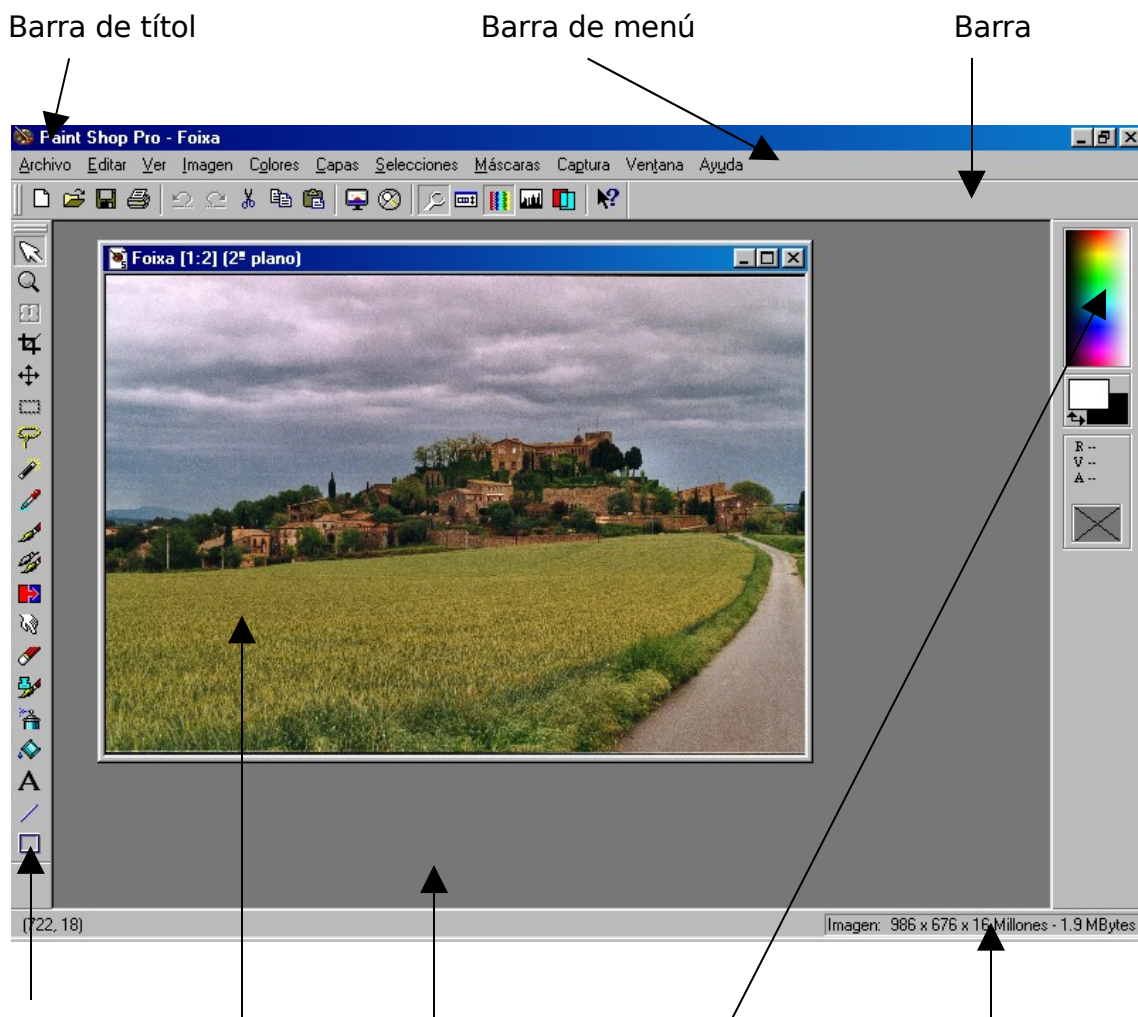 Barra de títol Barra de menú Barra
Paint Shop Pro - Foixa
Archivo Editar Ver Imagen Colores Capas Selecciones Máscaras Captura Ventana Ayuda
Foixa [1:2] (2º plano)
R --
V --
A --
A
(722, 18) Imagen: 986 x 676 x 16 Millones - 1.9 MBytes